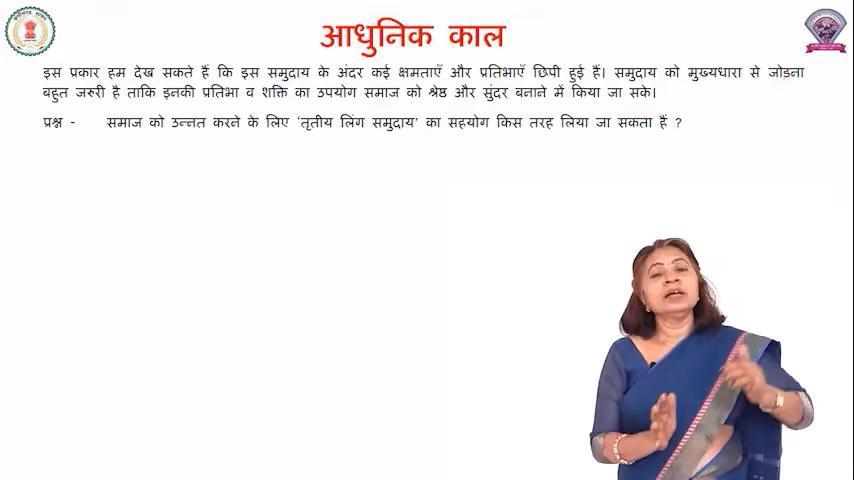 आधुनिक काल
इस प्रकार हम देख सकते हैं कि इस समुदाय के अंदर कई क्षमताएँ और प्रतिभाएँ छिपी हुई हैं। समुदाय को मुख्यधारा से जोड़ना
बहुत जरुरी है ताकि इनकी प्रतिभा व शक्ति का उपयोग समाज को श्रेष्ठ और सुंदर बनाने में किया जा सके।
प्रश्न - समाज को उन्नत करने के लिए ‘तृतीय लिंग समुदाय’ का सहयोग किस तरह लिया जा सकता हैं ?